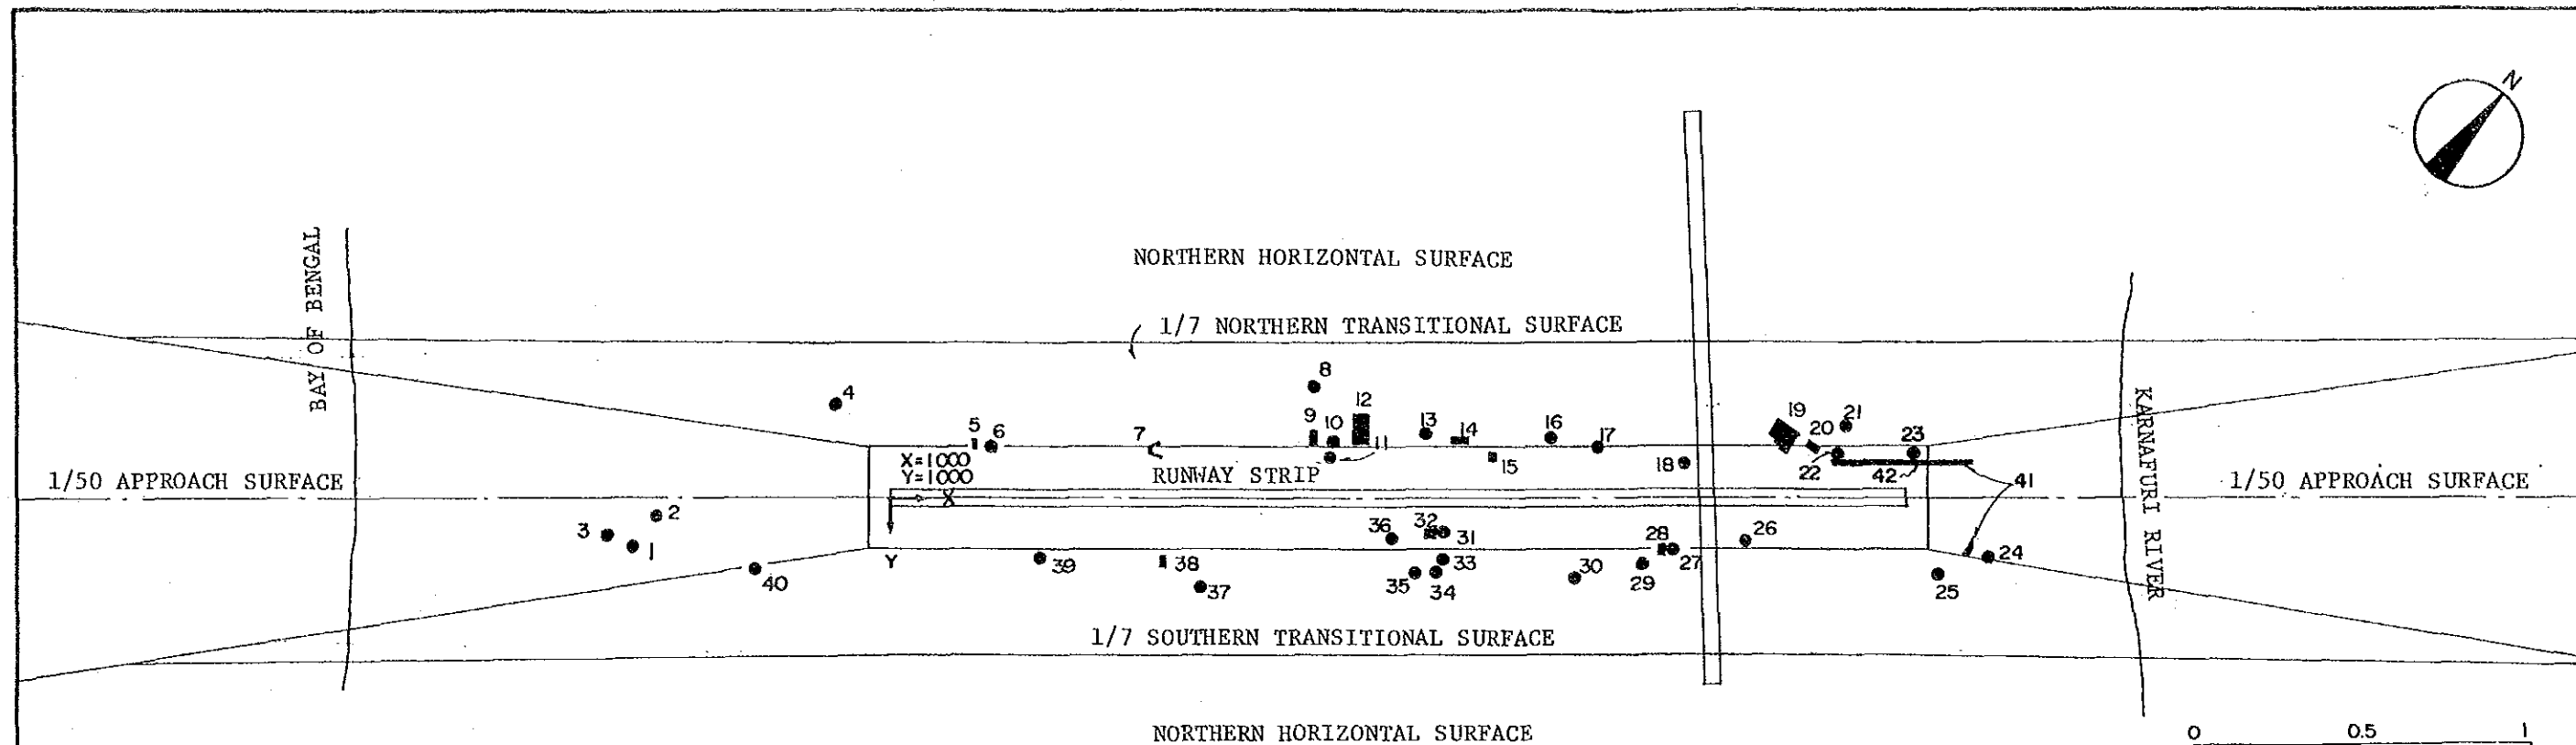 N
BAY OF BENGAL
NORTHERN HORIZONTAL SURFACE
1/7 NORTHERN TRANSITIONAL SURFACE
4
8
5
6
7
9
10
12
11
13
14
15
16
17
18
19
20
21
22
23
42
41
X=1000
Y=1000
X
Y
RUNWAY STRIP
1/50 APPROACH SURFACE
1/50 APPROACH SURFACE
KARNAFURI RIVER
3
2
1
40
39
38
37
36
32
31
33
35
34
30
29
28
27
26
25
24
1/7 SOUTHERN TRANSITIONAL SURFACE
NORTHERN HORIZONTAL SURFACE
0 0.5 1